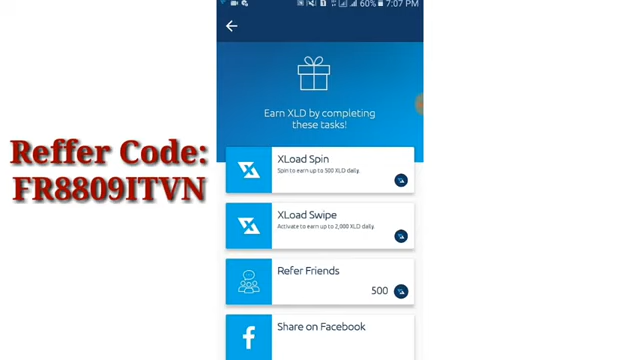 60% 7:07 PM
Earn XLD by completing
these tasks!
Reffer Code:
FR8809ITVN
XLoad Spin
Spin to earn up to 500 XLD daily.
XLoad Swipe
Activate to earn up to 2,000 XLD daily.
Refer Friends
500
Share on Facebook